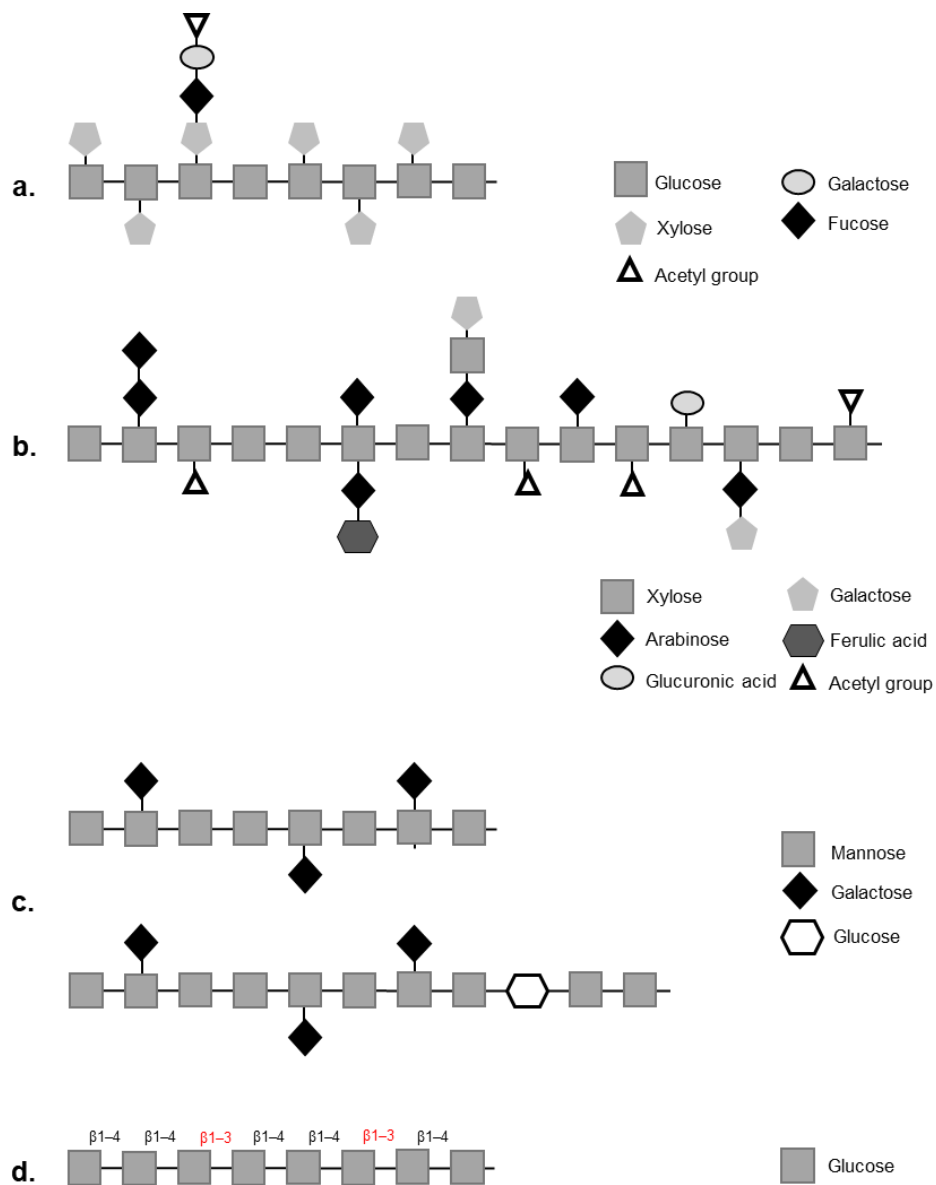 a.
Glucose
Galactose
Xylose
Fucose
Acetyl group
b.
Xylose
Galactose
Arabinose
Ferulic acid
Glucuronic acid
Acetyl group
Mannose
c.
Galactose
Glucose
β1–4 β1–4 β1–3 β1–4 β1–4 β1–3 β1–4
d.
Glucose